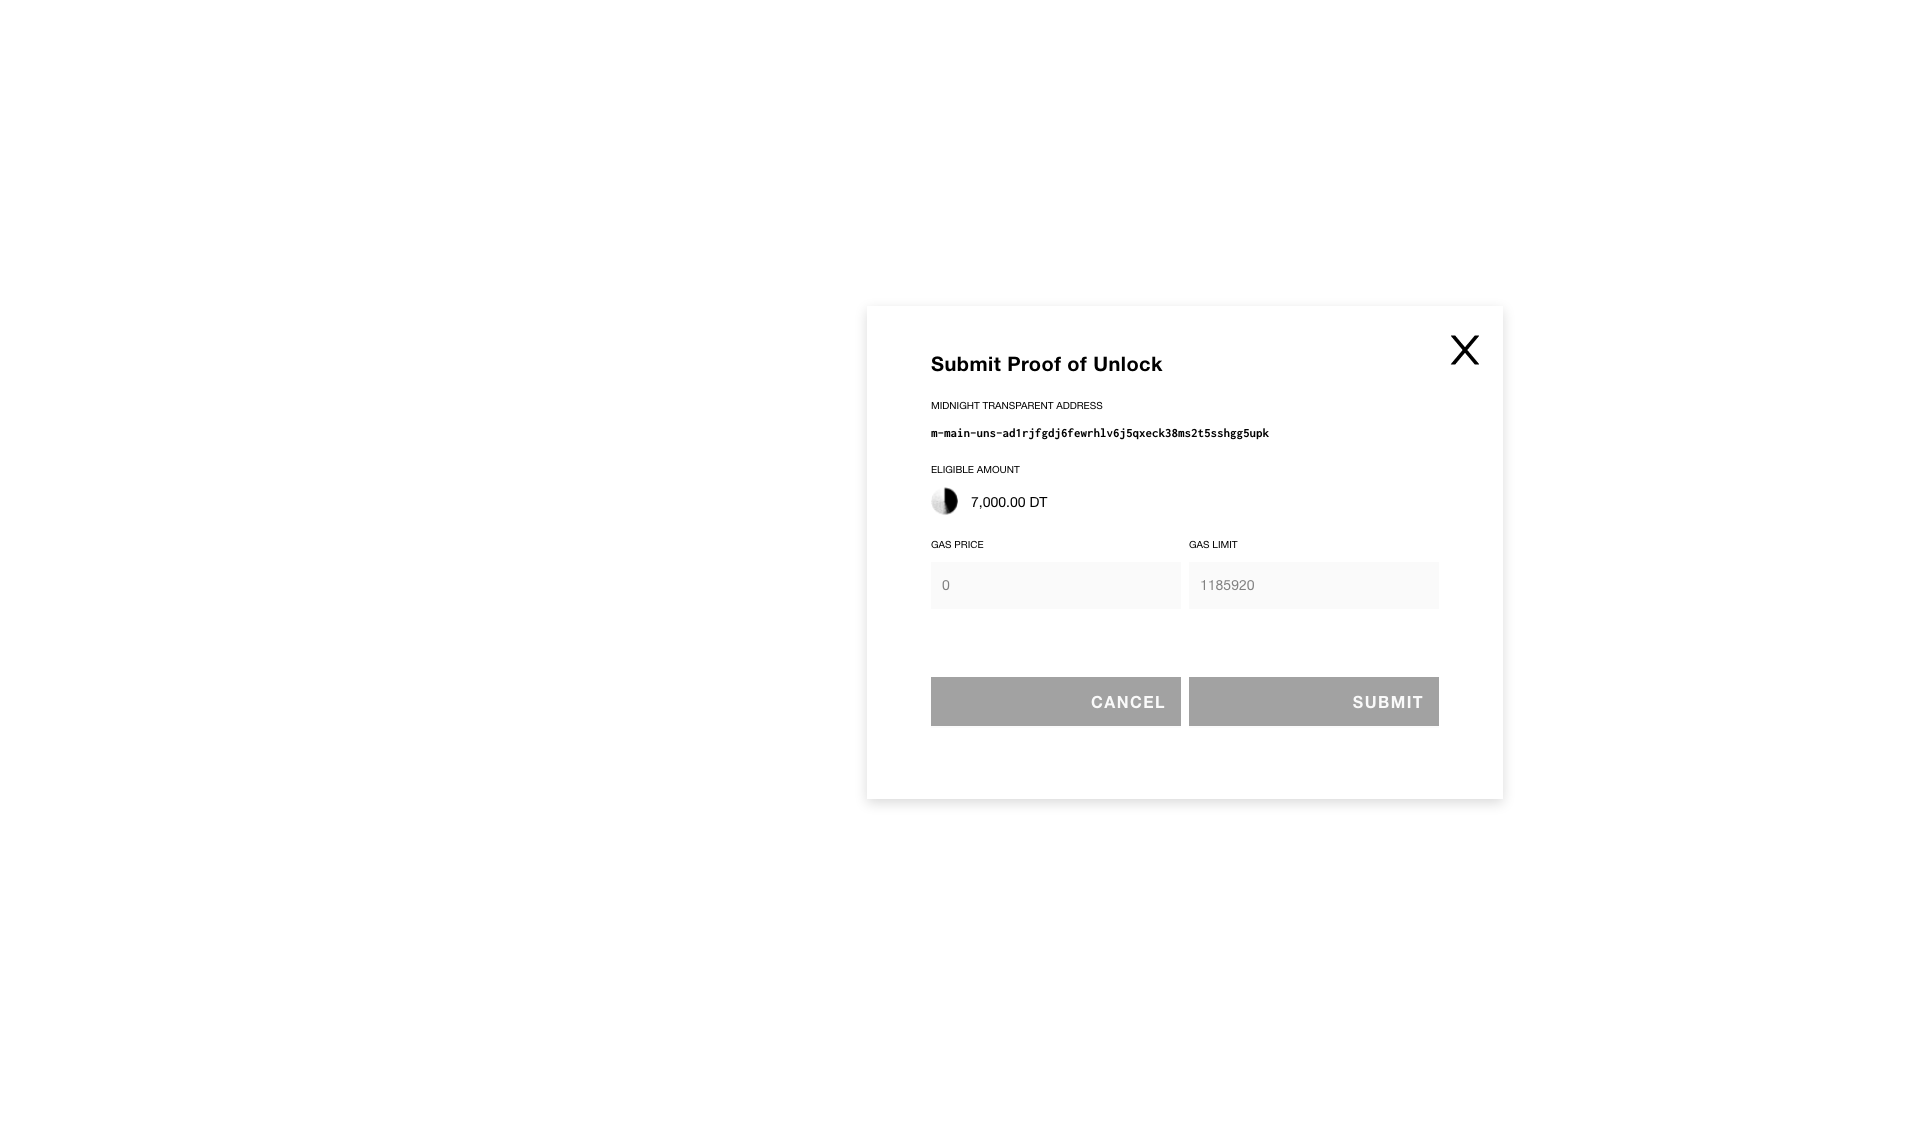 X
Submit Proof of Unlock
MIDNIGHT TRANSPARENT ADDRESS
m-main-uns-ad1rjfgdj6fewrhlv6j5qxeck38ms2t5sshgg5upk
ELIGIBLE AMOUNT
7,000.00 DT
GAS PRICE GAS LIMIT
0 1185920
CANCEL SUBMIT